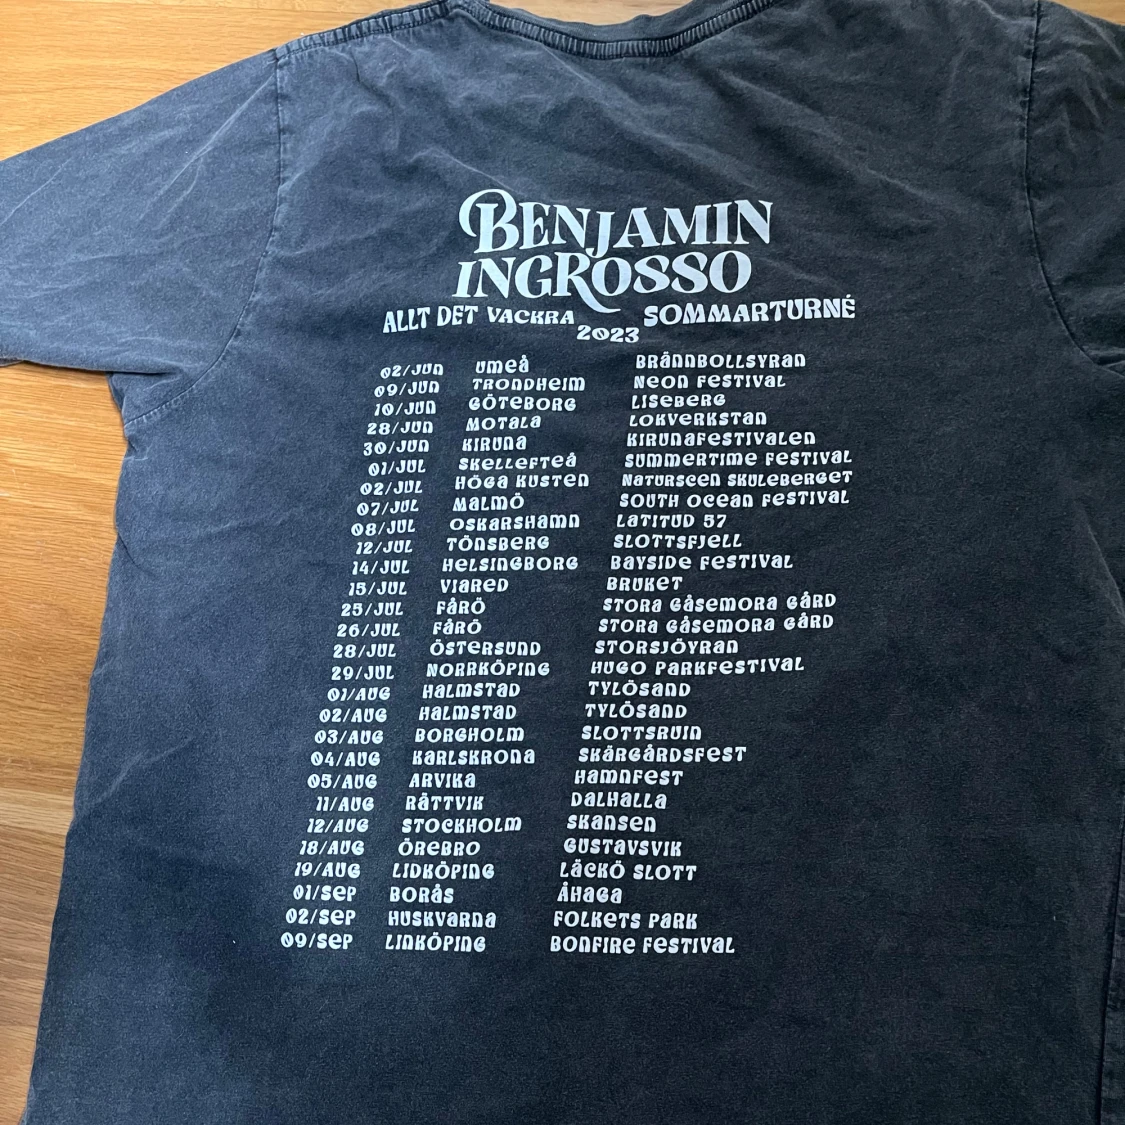 BENJAMIN
INGROSSO
ALLT DET VACKRA SOMMARTURNÉ
2023
02/JUN UMEÅ BRÄNNBOLLSYRAN
09/JUN TRONDHEIM NEON FESTIVAL
10/JUN GÖTEBORG LISEBERG
28/JUN MOTALA LOKVERKSTAN
30/JUN KIRUNA KIRUNAFESTIVALEN
01/JUL SKELLEFTEÅ SUMMERTIME FESTIVAL
02/JUL HÖGA KUSTEN NATURSCEN SKULEBERGET
07/JUL MALMÖ SOUTH OCEAN FESTIVAL
08/JUL OSKARSHAMN LATITUD 57
12/JUL TÖNSBERG SLOTTSFJELL
14/JUL HELSINGBORG BAYSIDE FESTIVAL
15/JUL VIARED BRUKET
25/JUL FÅRÖ STORA GÅSEMORA GÅRD
26/JUL FÅRÖ STORA GÅSEMORA GÅRD
28/JUL ÖSTERSUND STORSJÖYRAN
29/JUL NORRKÖPING HUGO PARKFESTIVAL
01/AUG HALMSTAD TYLÖSAND
02/AUG HALMSTAD TYLÖSAND
03/AUG BORGHOLM SLOTTSRUIN
04/AUG KARLSKRONA SKÄRGÅRDSFEST
05/AUG ARVIKA HAMNFEST
11/AUG RÄTTVIK DALHALLA
12/AUG STOCKHOLM SKANSEN
18/AUG ÖREBRO GUSTAVSVIK
19/AUG LIDKÖPING LÄCKÖ SLOTT
01/SEP BORÅS ÅHAGA
02/SEP HUSKVARNA FOLKETS PARK
09/SEP LINKÖPING BONFIRE FESTIVAL